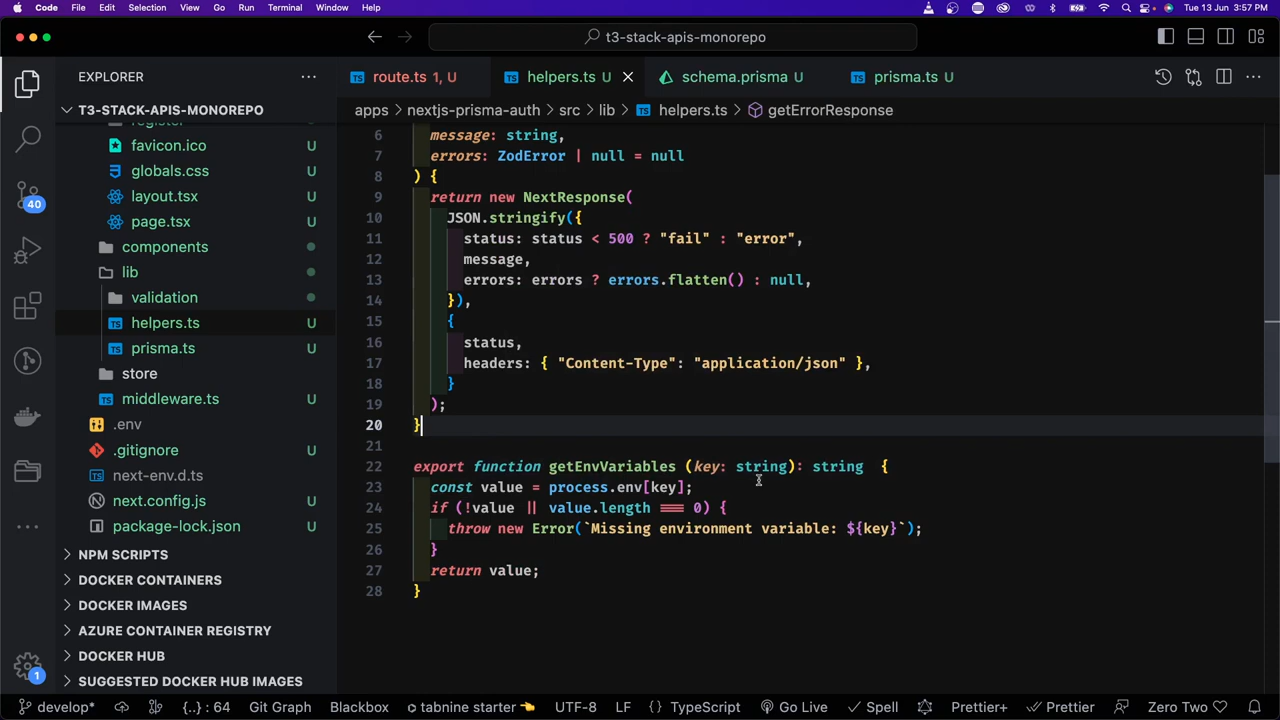 Code File Edit Selection View Go Run Terminal Window Help Tue 13 Jun 3:57 PM
t3-stack-apis-monorepo
EXPLORER
route.ts 1, U
helpers.ts U
schema.prisma U
prisma.ts U
T3-STACK-APIS-MONOREPO
apps > nextjs-prisma-auth > src > lib > helpers.ts > getErrorResponse
favicon.ico U
globals.css U
layout.tsx U
page.tsx U
components
lib
validation
helpers.ts U
prisma.ts U
store
middleware.ts U
.env
.gitignore U
next-env.d.ts
next.config.js U
package-lock.json U
NPM SCRIPTS
DOCKER CONTAINERS
DOCKER IMAGES
AZURE CONTAINER REGISTRY
DOCKER HUB
SUGGESTED DOCKER HUB IMAGES
40
1
6 message: string,
7 errors: ZodError | null = null
8 ) {
9 return new NextResponse(
10 JSON.stringify({
11 status: status < 500 ? "fail" : "error",
12 message,
13 errors: errors ? errors.flatten() : null,
14 }),
15 {
16 status,
17 headers: { "Content-Type": "application/json" },
18 }
19 );
20 }
21
22 export function getEnvVariables (key: string): string {
23 const value = process.env[key];
24 if (!value || value.length === 0) {
25 throw new Error(`Missing environment variable: ${key}`);
26 }
27 return value;
28 }
develop* {..} : 64 Git Graph Blackbox tabnine starter 👈 UTF-8 LF {} TypeScript Go Live Spell Prettier+ Prettier Zero Two